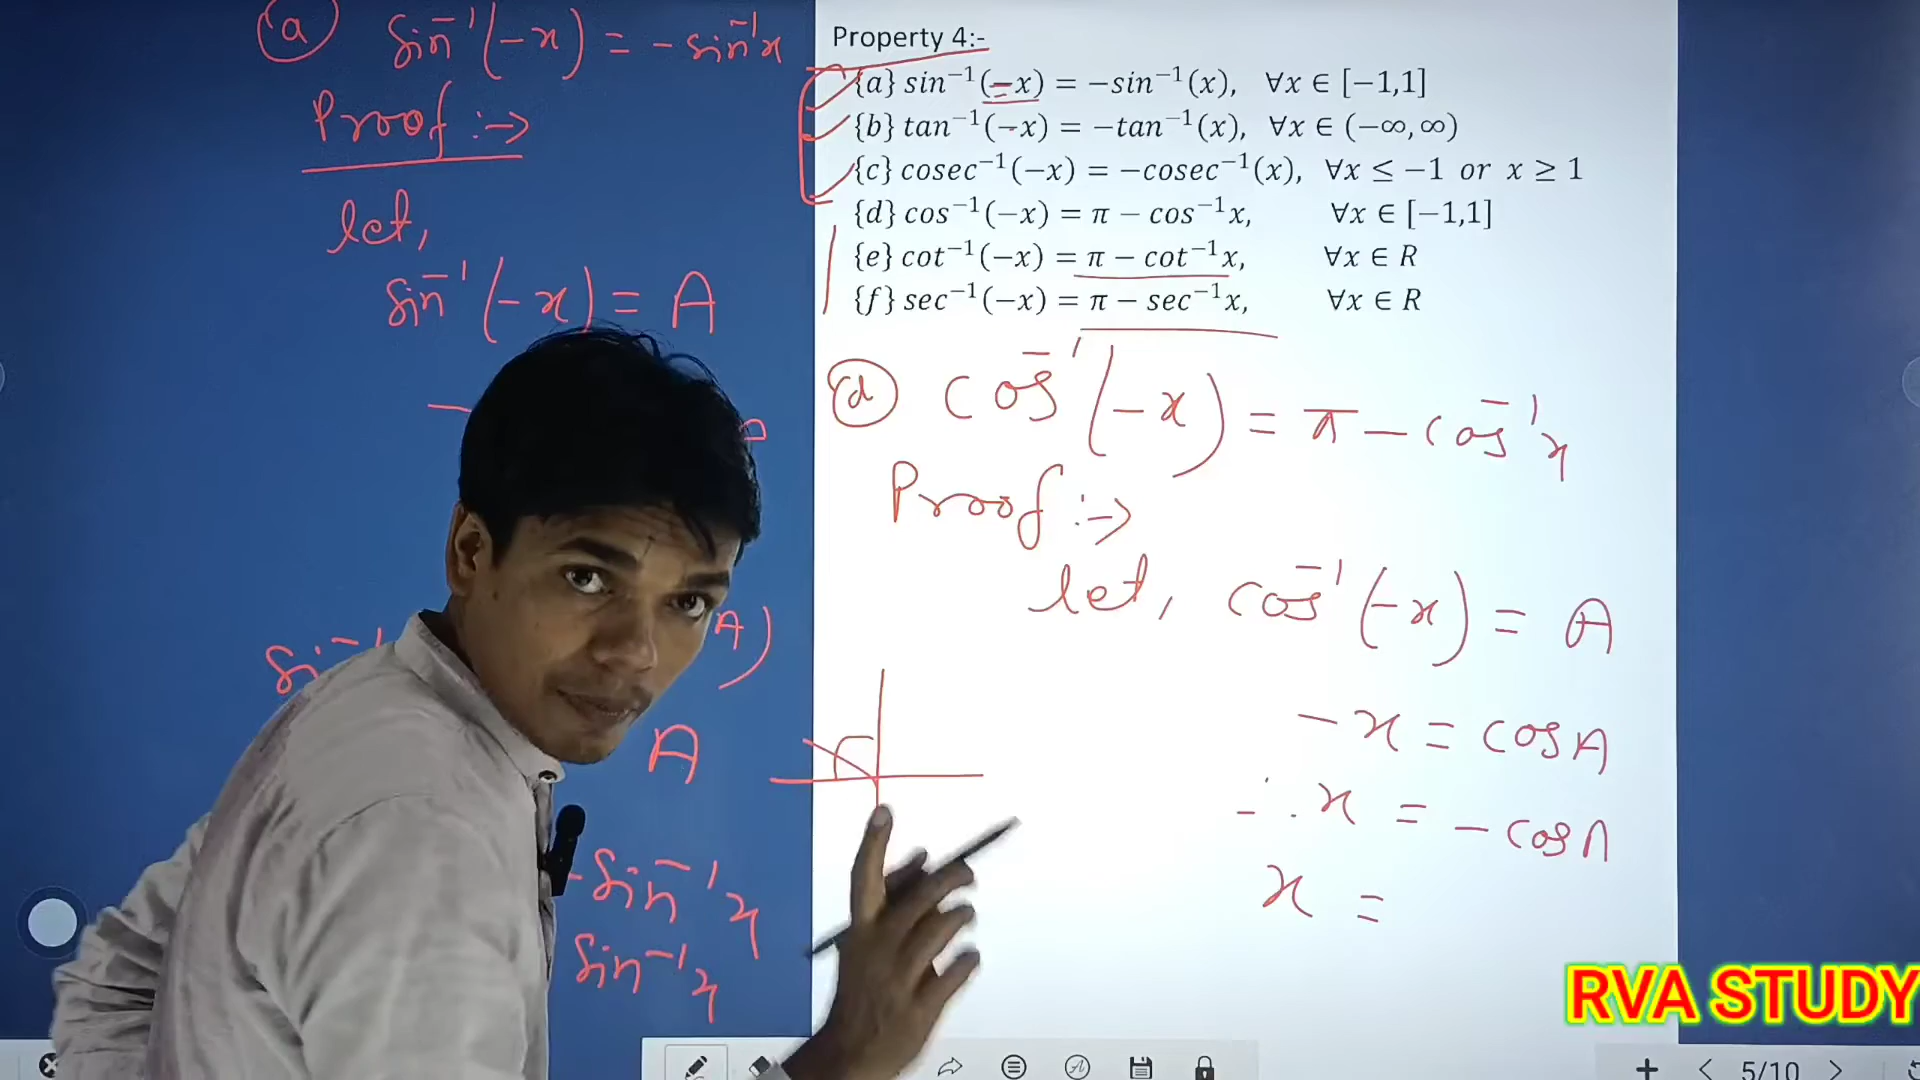 (a) sin⁻¹(-x) = -sin⁻¹x
Proof :->
let,
sin⁻¹(-x) = A
A)
A
-sin⁻¹x
sin⁻¹x
Property 4:-
{a} sin⁻¹(−x) = −sin⁻¹(x), ∀x ∈ [−1,1]
{b} tan⁻¹(−x) = −tan⁻¹(x), ∀x ∈ (−∞,∞)
{c} cosec⁻¹(−x) = −cosec⁻¹(x), ∀x ≤ −1 or x ≥ 1
{d} cos⁻¹(−x) = π − cos⁻¹x, ∀x ∈ [−1,1]
{e} cot⁻¹(−x) = π − cot⁻¹x, ∀x ∈ R
{f} sec⁻¹(−x) = π − sec⁻¹x, ∀x ∈ R
(d) cos⁻¹(-x) = π - cos⁻¹x
Proof :->
let, cos⁻¹(-x) = A
-x = cosA
∴ x = -cosA
x =
RVA STUDY
5/10